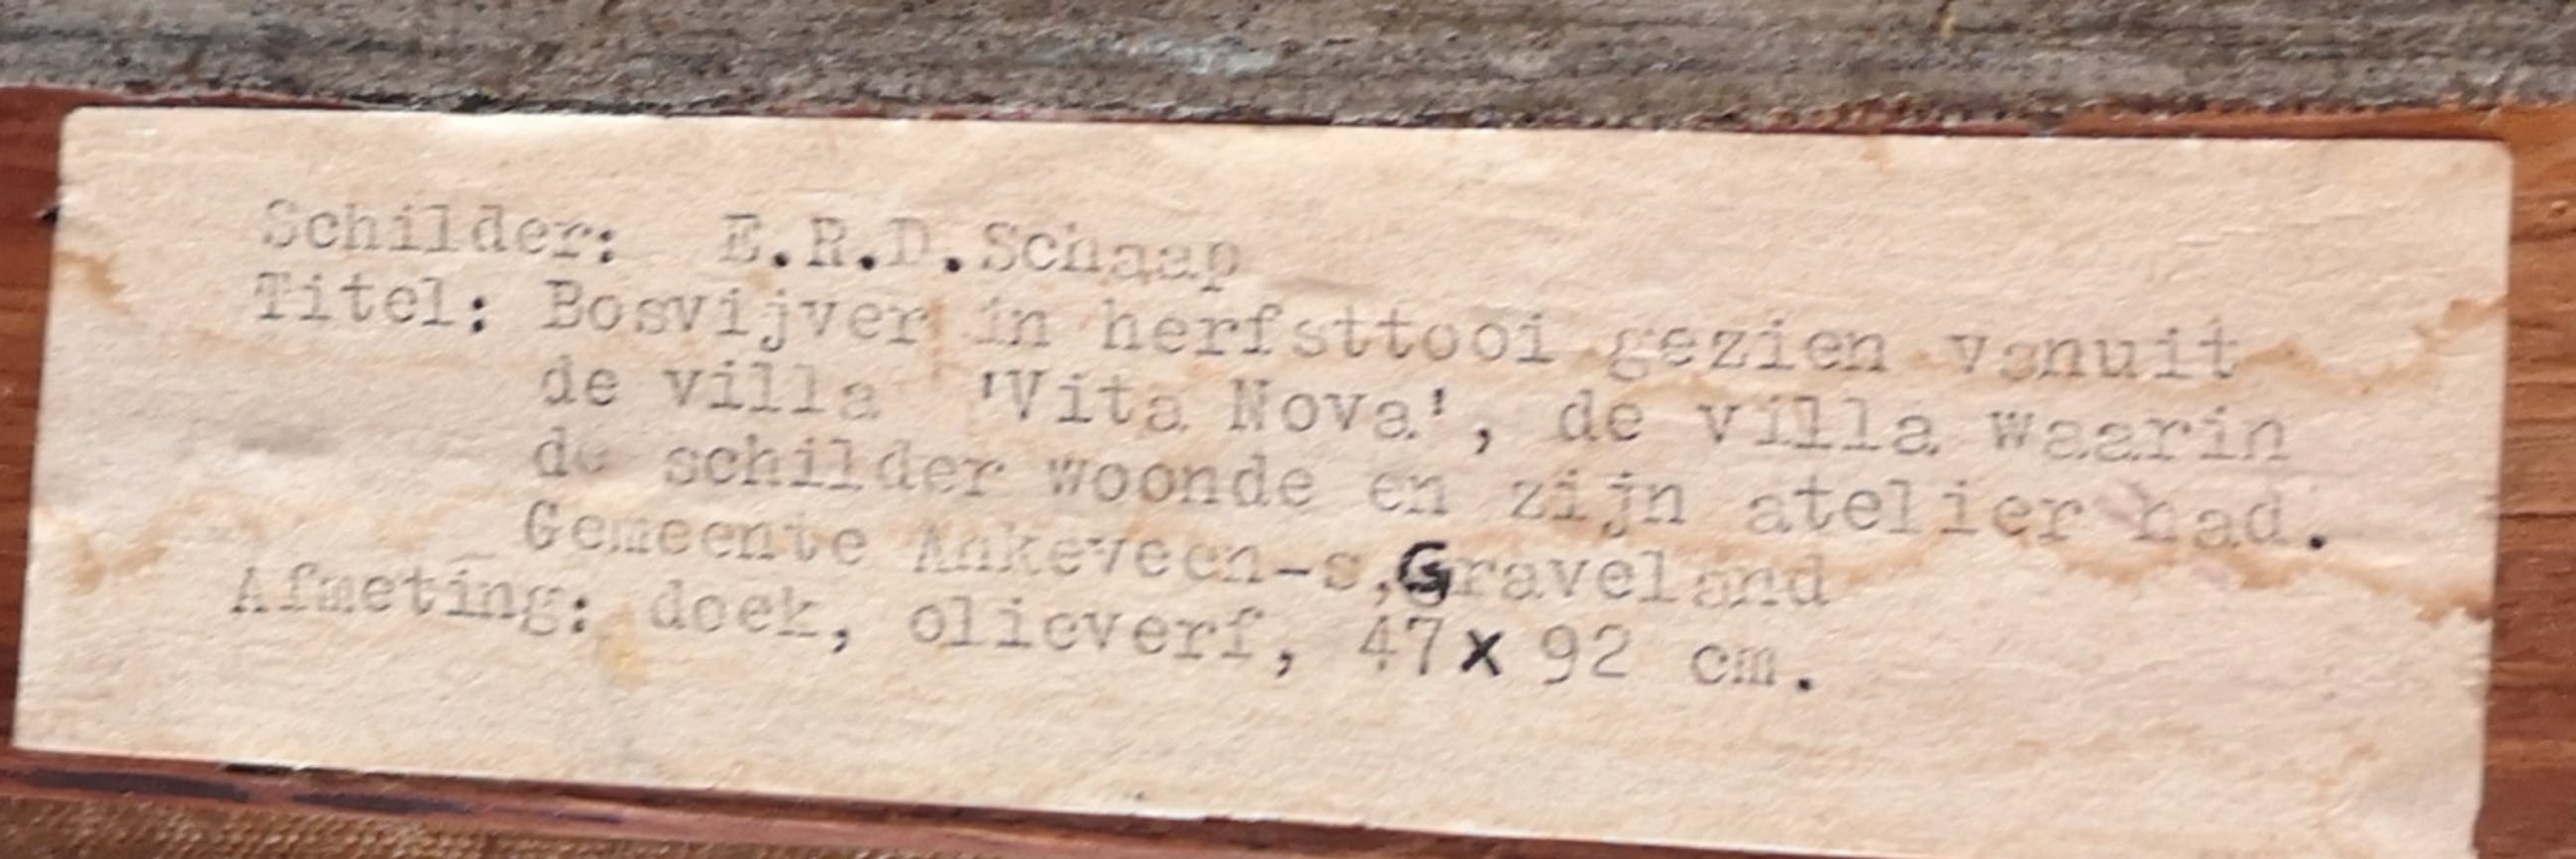 Schilder: E.R.D.Schaap
Titel: Bosvijver in herfsttooi gezien vanuit
de villa 'Vita Nova', de villa waarin
de schilder woonde en zijn atelier had.
Gemeente Ankeveen-s,Graveland
Afmeting: doek, olieverf, 47x 92 cm.